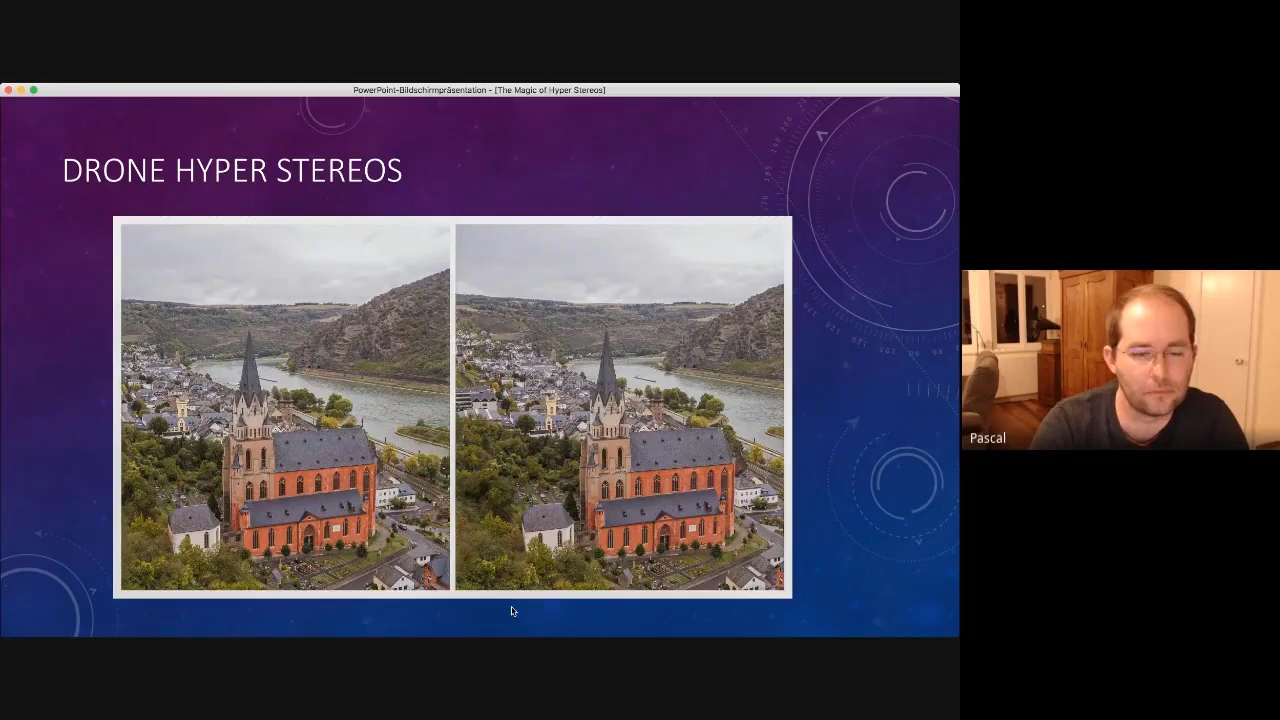 PowerPoint-Bildschirmpräsentation - [The Magic of Hyper Stereos]
DRONE HYPER STEREOS
Pascal